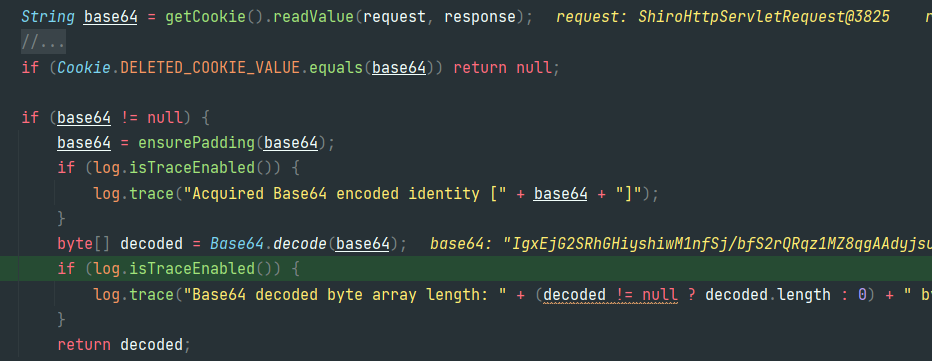 String base64 = getCookie().readValue(request, response);   request: ShiroHttpServletRequest@3825
//...
if (Cookie.DELETED_COOKIE_VALUE.equals(base64)) return null;
if (base64 != null) {
base64 = ensurePadding(base64);
if (log.isTraceEnabled()) {
log.trace("Acquired Base64 encoded identity [" + base64 + "]");
}
byte[] decoded = Base64.decode(base64);   base64: "IgxEjG2SRhGHiyshiwM1nfSj/bfS2rQRqz1MZ8qgAAdyjsu
if (log.isTraceEnabled()) {
log.trace("Base64 decoded byte array length: " + (decoded != null ? decoded.length : 0) + " by
}
return decoded;